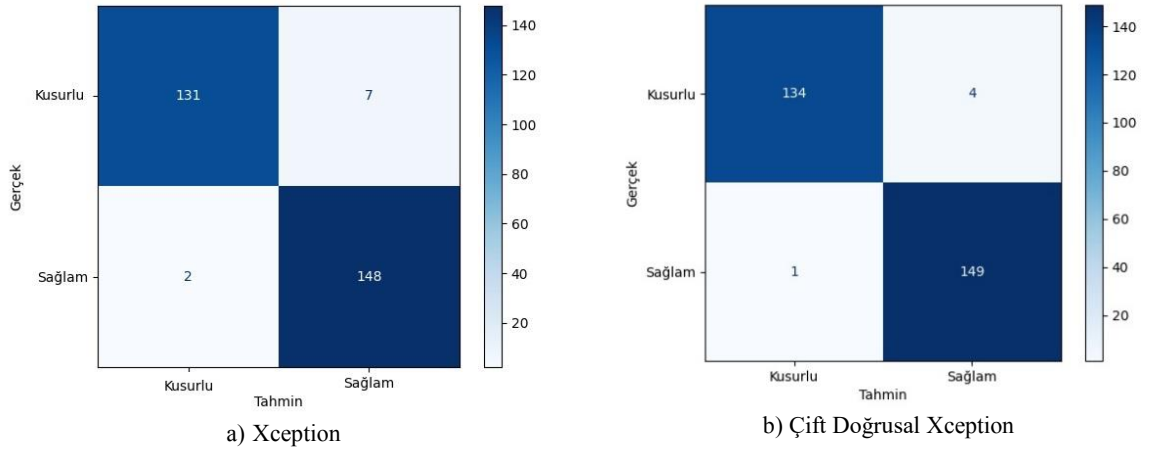 140
120
100
80
60
40
20
Kusurlu
131
7
Gerçek
Sağlam
2
148
Kusurlu
Sağlam
Tahmin
a) Xception
140
120
100
80
60
40
20
Kusurlu
134
4
Gerçek
Sağlam
1
149
Kusurlu
Sağlam
Tahmin
b) Çift Doğrusal Xception